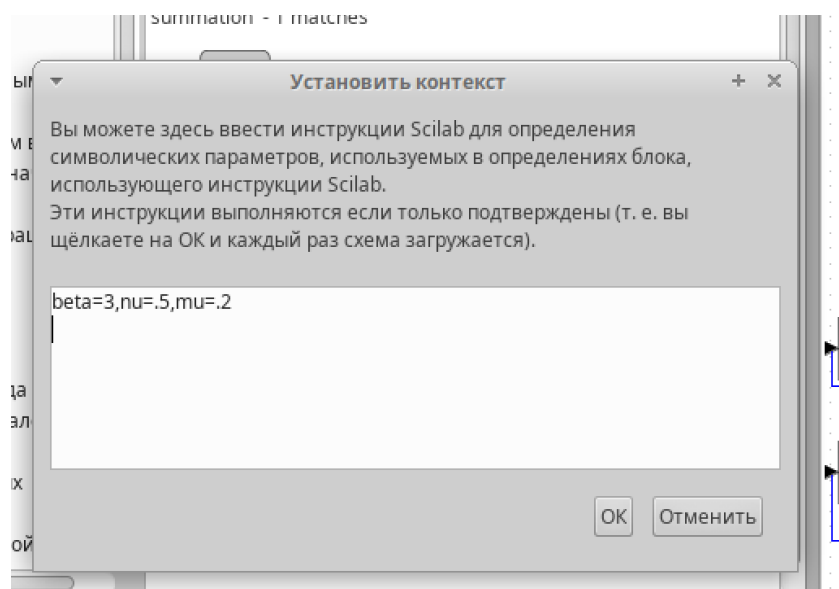 summation - 1 matches
Установить контекст
Вы можете здесь ввести инструкции Scilab для определения
символических параметров, используемых в определениях блока,
использующего инструкции Scilab.
Эти инструкции выполняются если только подтверждены (т. е. вы
щёлкаете на ОК и каждый раз схема загружается).
beta=3,nu=.5,mu=.2
ОК
Отменить